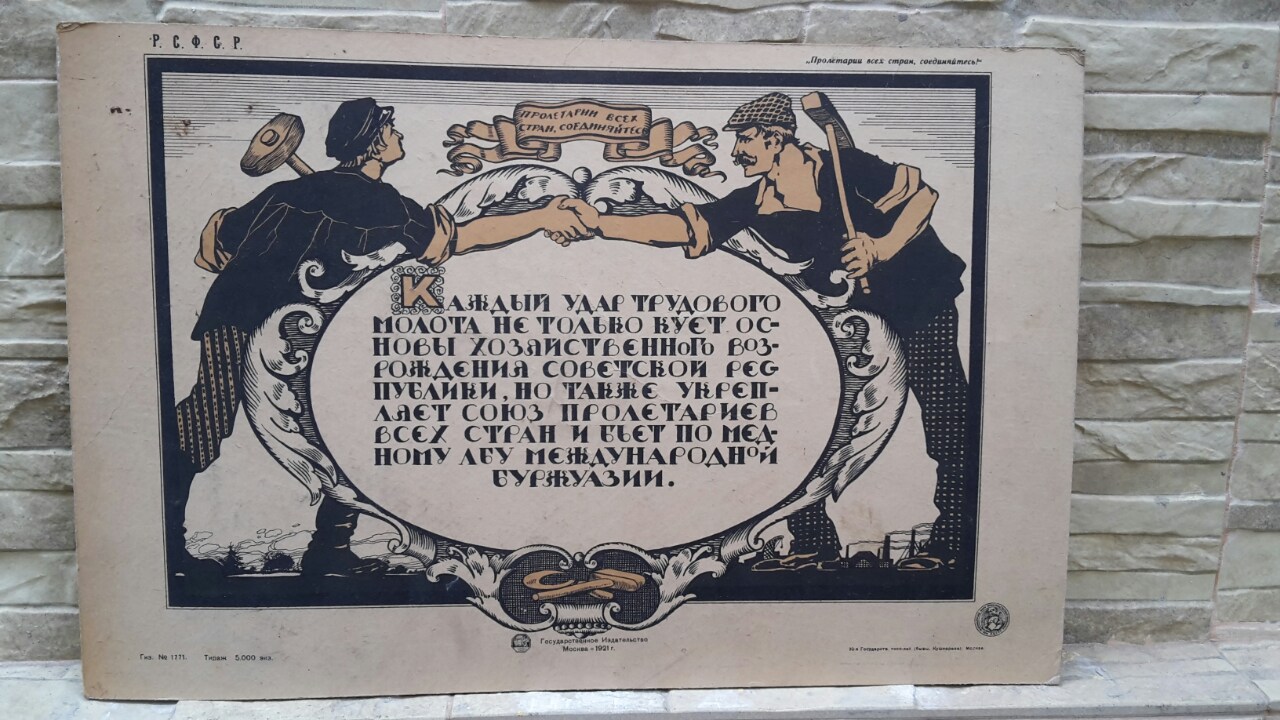 Р. С. Ф. С. Р.
„Пролетарии всех стран, соединяйтесь!“
ПРОЛЕТАРИИ ВСЕХ
СТРАН, СОЕДИНЯЙТЕСЬ
КАЖДЫЙ УДАР ТРУДОВОГО
МОЛОТА НЕ ТОЛЬКО КУЕТ ОС-
НОВЫ ХОЗЯЙСТВЕННОГО ВОЗ-
РОЖДЕНИЯ СОВЕТСКОЙ РЕС
ПУБЛИКИ, НО ТАКЖЕ УКРЕП-
ЛЯЕТ СОЮЗ ПРОЛЕТАРИЕВ
ВСЕХ СТРАН И БЬЕТ ПО МЕД-
НОМУ ЛБУ МЕЖДУНАРОДНОЙ
БУРЖУАЗИИ.
Государственное Издательство
Москва - 1921 г.
Гиз. № 1771. Тираж 5.000 экз.
Москва.